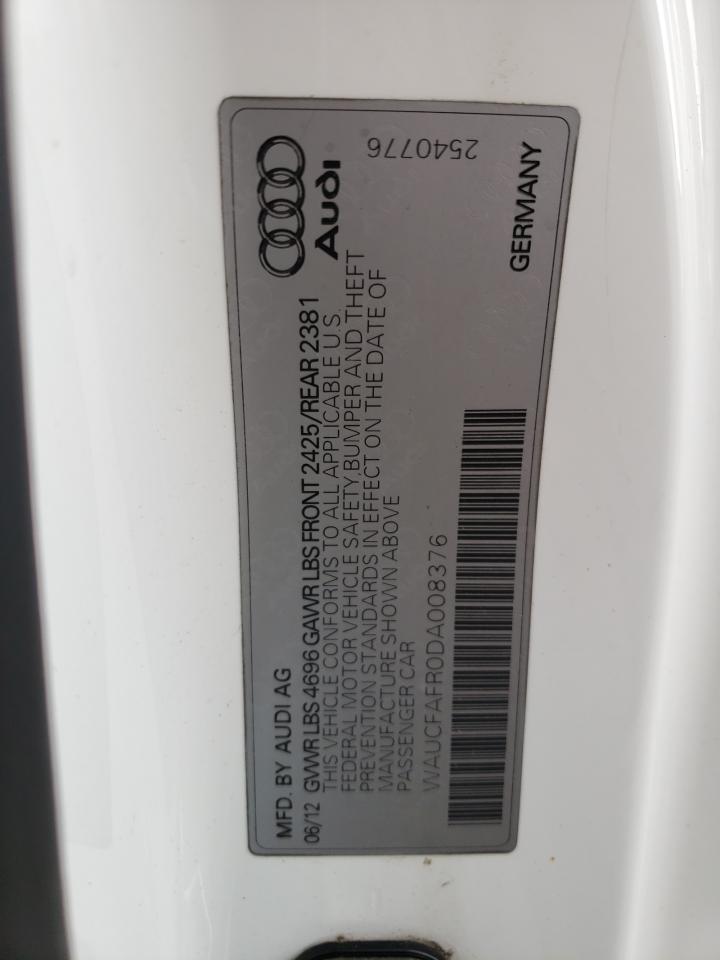 MFD. BY AUDI AG
06/12 GVWR LBS 4696 GAWR LBS FRONT 2425/REAR 2381
THIS VEHICLE CONFORMS TO ALL APPLICABLE U.S.
FEDERAL MOTOR VEHICLE SAFETY,BUMPER AND THEFT
PREVENTION STANDARDS IN EFFECT ON THE DATE OF
MANUFACTURE SHOWN ABOVE
PASSENGER CAR
WAUCFAFR0DA008376
Audi
2540776
GERMANY